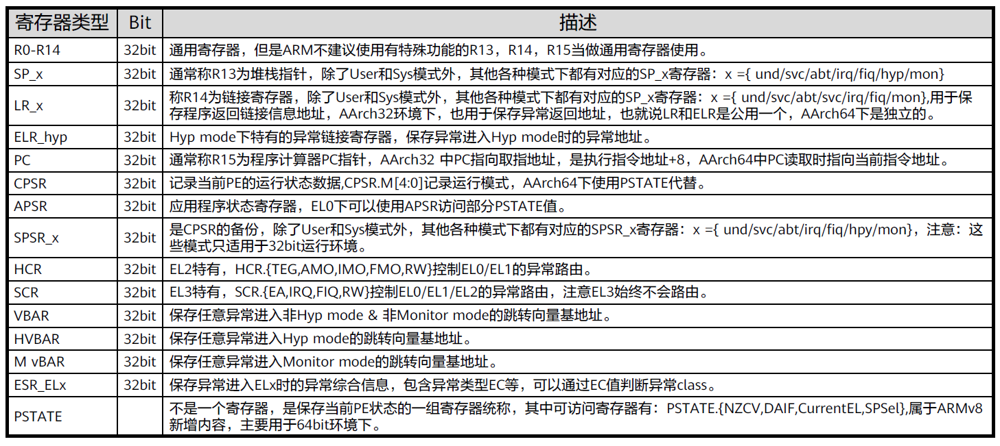 寄存器类型 Bit 描述
R0-R14 32bit 通用寄存器，但是ARM不建议使用有特殊功能的R13，R14，R15当做通用寄存器使用。
SP_x 32bit 通常称R13为堆栈指针，除了User和Sys模式外，其他各种模式下都有对应的SP_x寄存器：x ={ und/svc/abt/irq/fiq/hyp/mon}
LR_x 32bit 称R14为链接寄存器，除了User和Sys模式外，其他各种模式下都有对应的SP_x寄存器：x ={ und/svc/abt/svc/irq/fiq/mon},用于保
存程序返回链接信息地址，AArch32环境下，也用于保存异常返回地址，也就说LR和ELR是公用一个，AArch64下是独立的。
ELR_hyp 32bit Hyp mode下特有的异常链接寄存器，保存异常进入Hyp mode时的异常地址。
PC 32bit 通常称R15为程序计算器PC指针，AArch32 中PC指向取指地址，是执行指令地址+8，AArch64中PC读取时指向当前指令地址。
CPSR 32bit 记录当前PE的运行状态数据,CPSR.M[4:0]记录运行模式，AArch64下使用PSTATE代替。
APSR 32bit 应用程序状态寄存器，EL0下可以使用APSR访问部分PSTATE值。
SPSR_x 32bit 是CPSR的备份，除了User和Sys模式外，其他各种模式下都有对应的SPSR_x寄存器：x ={ und/svc/abt/irq/fiq/hpy/mon}，注意：这
些模式只适用于32bit运行环境。
HCR 32bit EL2特有，HCR.{TEG,AMO,IMO,FMO,RW}控制EL0/EL1的异常路由。
SCR 32bit EL3特有，SCR.{EA,IRQ,FIQ,RW}控制EL0/EL1/EL2的异常路由，注意EL3始终不会路由。
VBAR 32bit 保存任意异常进入非Hyp mode & 非Monitor mode的跳转向量基地址。
HVBAR 32bit 保存任意异常进入Hyp mode的跳转向量基地址。
M vBAR 32bit 保存任意异常进入Monitor mode的跳转向量基地址。
ESR_ELx 32bit 保存异常进入ELx时的异常综合信息，包含异常类型EC等，可以通过EC值判断异常class。
PSTATE 不是一个寄存器，是保存当前PE状态的一组寄存器统称，其中可访问寄存器有：PSTATE.{NZCV,DAIF,CurrentEL,SPSel},属于ARMv8
新增内容，主要用于64bit环境下。